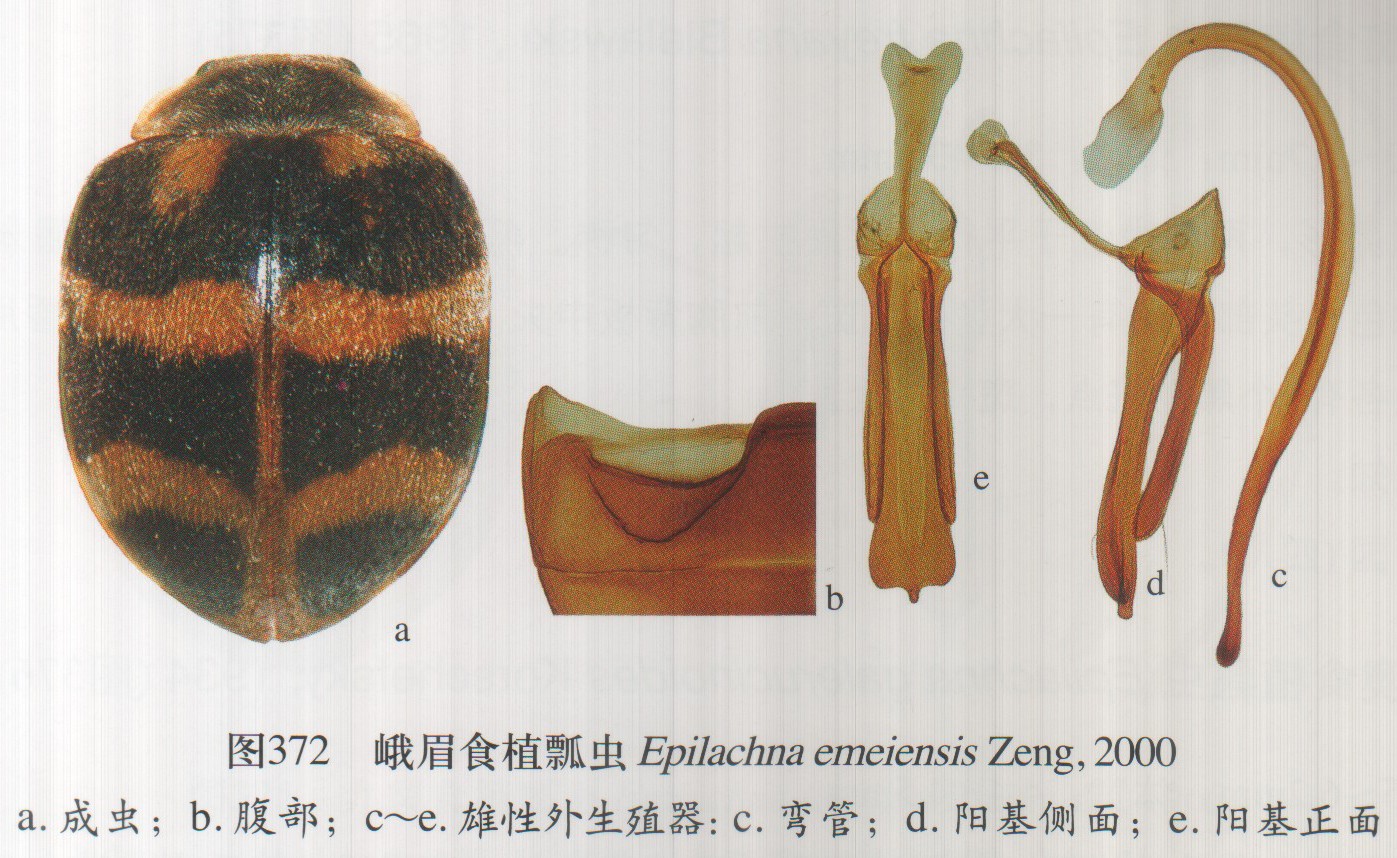 a
b
e
d
c
图372 峨眉食植瓢虫 Epilachna emeiensis Zeng, 2000
a. 成虫；b. 腹部；c～e. 雄性外生殖器: c. 弯管；d. 阳基侧面；e. 阳基正面